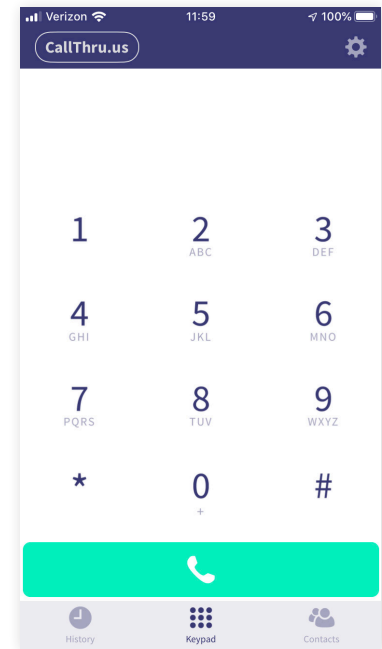 Verizon 11:59 100%
CallThru.us
1 2 3
ABC DEF
4 5 6
GHI JKL MNO
7 8 9
PQRS TUV WXYZ
* 0 #
+
History Keypad Contacts